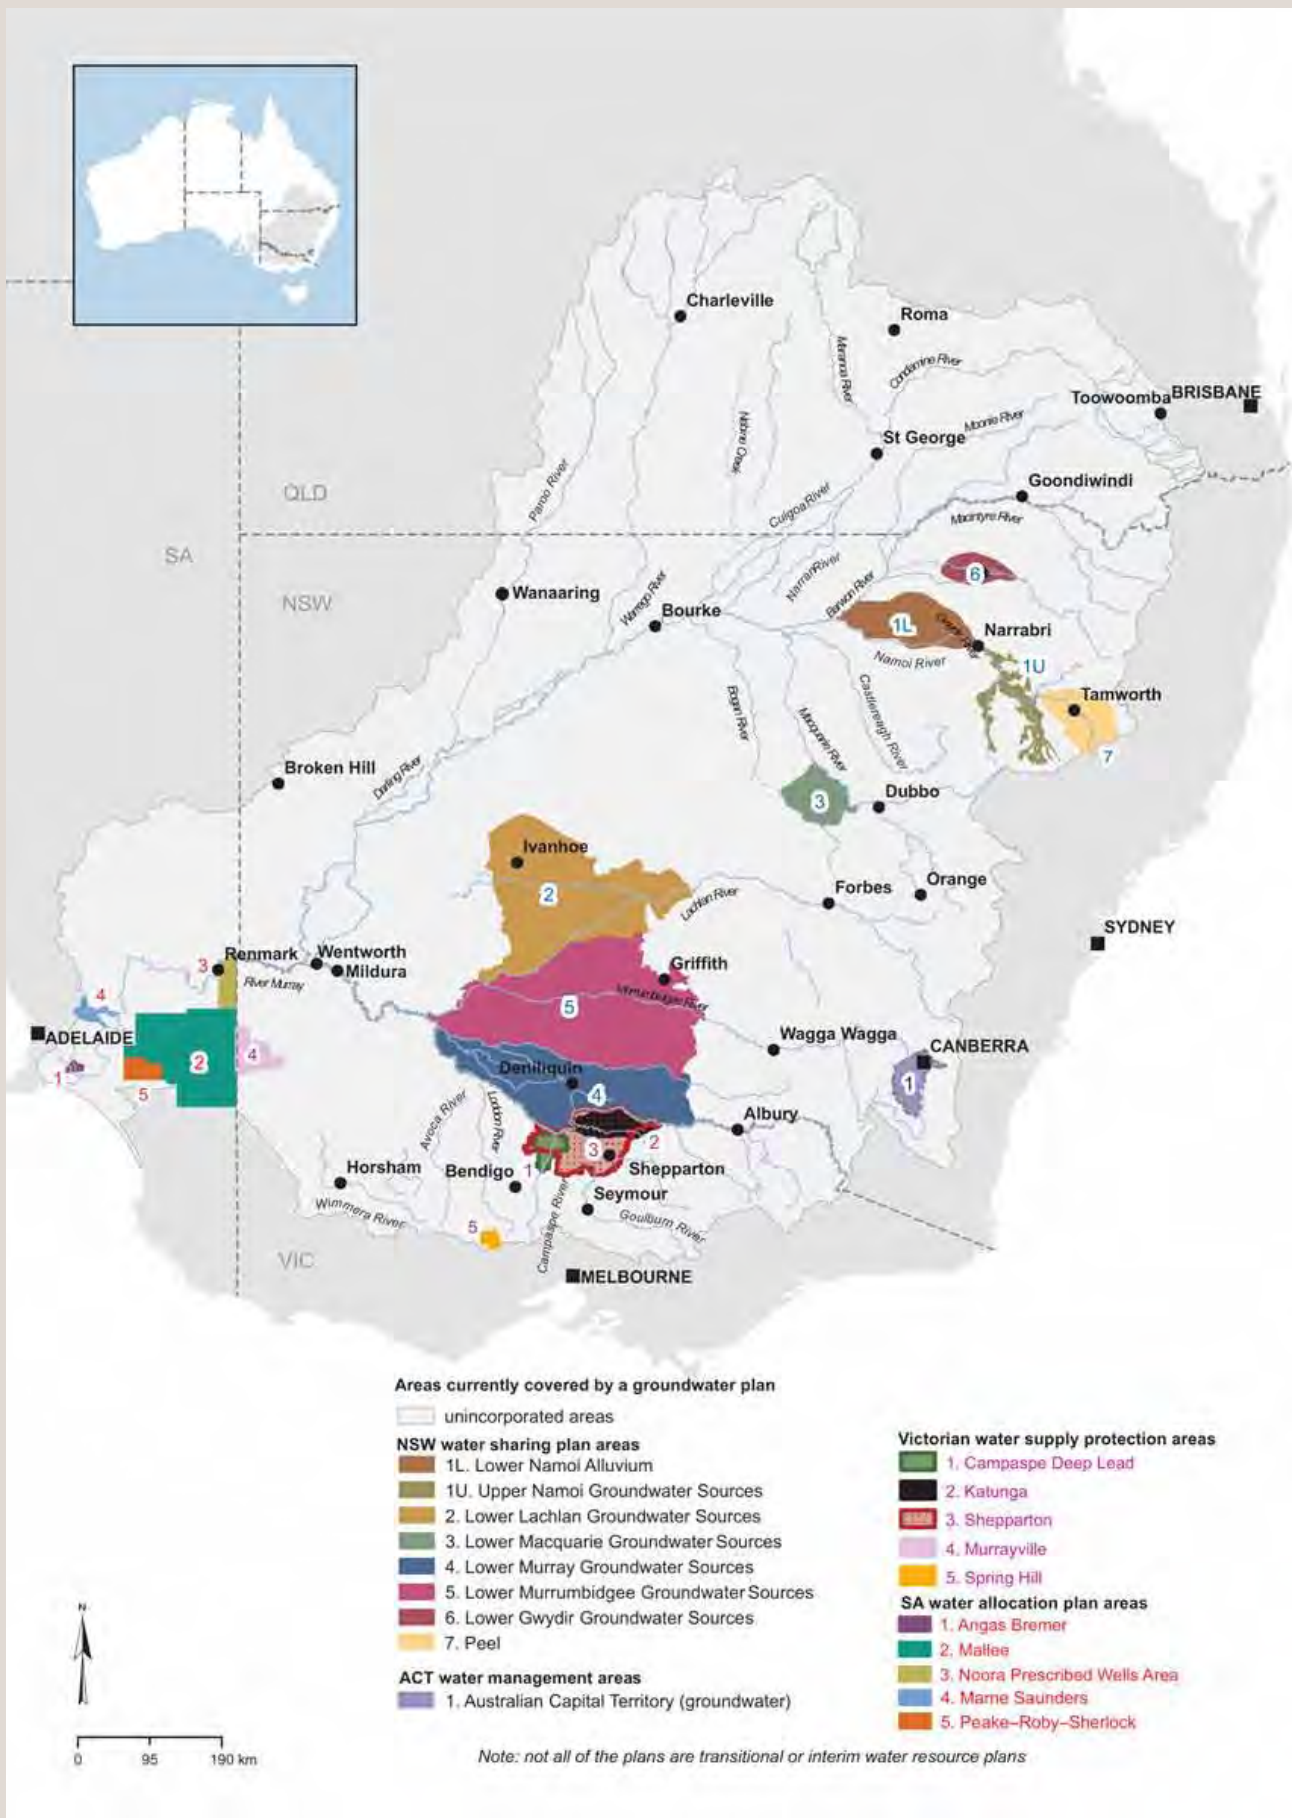 Charleville
Roma
Maranoa River
Condamine River
Toowoomba
BRISBANE
Nebine Creek
Moonie River
St George
Paroo River
Goondiwindi
QLD
Culgoa River
Macintyre River
SA
6
NarranRiver
Wanaaring
NSW
Warrego River
Barwon River
Bourke
1L
Narrabri
Namoi River
1U
Castlereagh River
Tamworth
Bogan River
Macquarie River
7
Broken Hill
Darling River
3
Dubbo
Ivanhoe
2
Forbes
Orange
Lachlan River
SYDNEY
Renmark
Wentworth
3
Mildura
River Murray
Griffith
Murrumbidgee River
4
5
ADELAIDE
Wagga Wagga
CANBERRA
2
4
1
Deniliquin
1
5
4
Avoca River
Loddon River
Albury
3
2
1
Horsham
Bendigo
Shepparton
Seymour
Wimmera River
Campaspe River
Goulburn River
5
VIC
MELBOURNE
Areas currently covered by a groundwater plan
unincorporated areas
NSW water sharing plan areas
1L. Lower Namoi Alluvium
1U. Upper Namoi Groundwater Sources
2. Lower Lachlan Groundwater Sources
3. Lower Macquarie Groundwater Sources
4. Lower Murray Groundwater Sources
5. Lower Murrumbidgee Groundwater Sources
6. Lower Gwydir Groundwater Sources
7. Peel
ACT water management areas
1. Australian Capital Territory (groundwater)
Victorian water supply protection areas
1. Campaspe Deep Lead
2. Katunga
3. Shepparton
4. Murrayville
5. Spring Hill
SA water allocation plan areas
1. Angas Bremer
2. Mallee
3. Noora Prescribed Wells Area
4. Marne Saunders
5. Peake–Roby–Sherlock
N
0 95 190 km
Note: not all of the plans are transitional or interim water resource plans